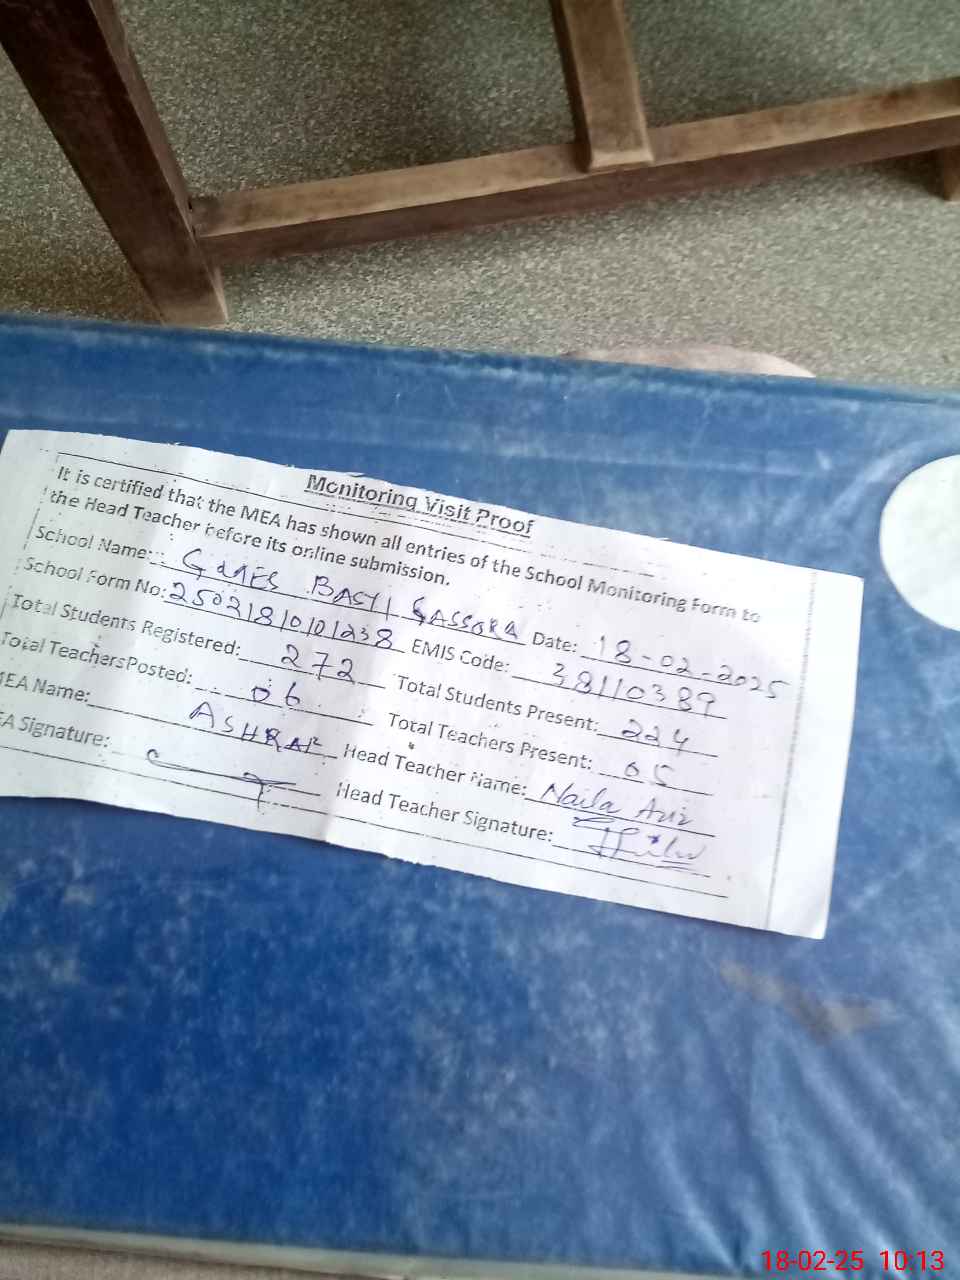 Monitoring Visit Proof
It is certified that the MEA has shown all entries of the School Monitoring Form to
the Head Teacher before its online submission.
School Name: GMES BASTI GASSORA Date: 18-02-2025
School Form No: 25021810101238 EMIS Code: 38110389
Total Students Registered: 272 Total Students Present: 224
Total Teachers Posted: 06 Total Teachers Present: 05
MEA Name: ASHRAF Head Teacher Name: Naila Aziz
EA Signature: Head Teacher Signature:
18-02-25 10:13